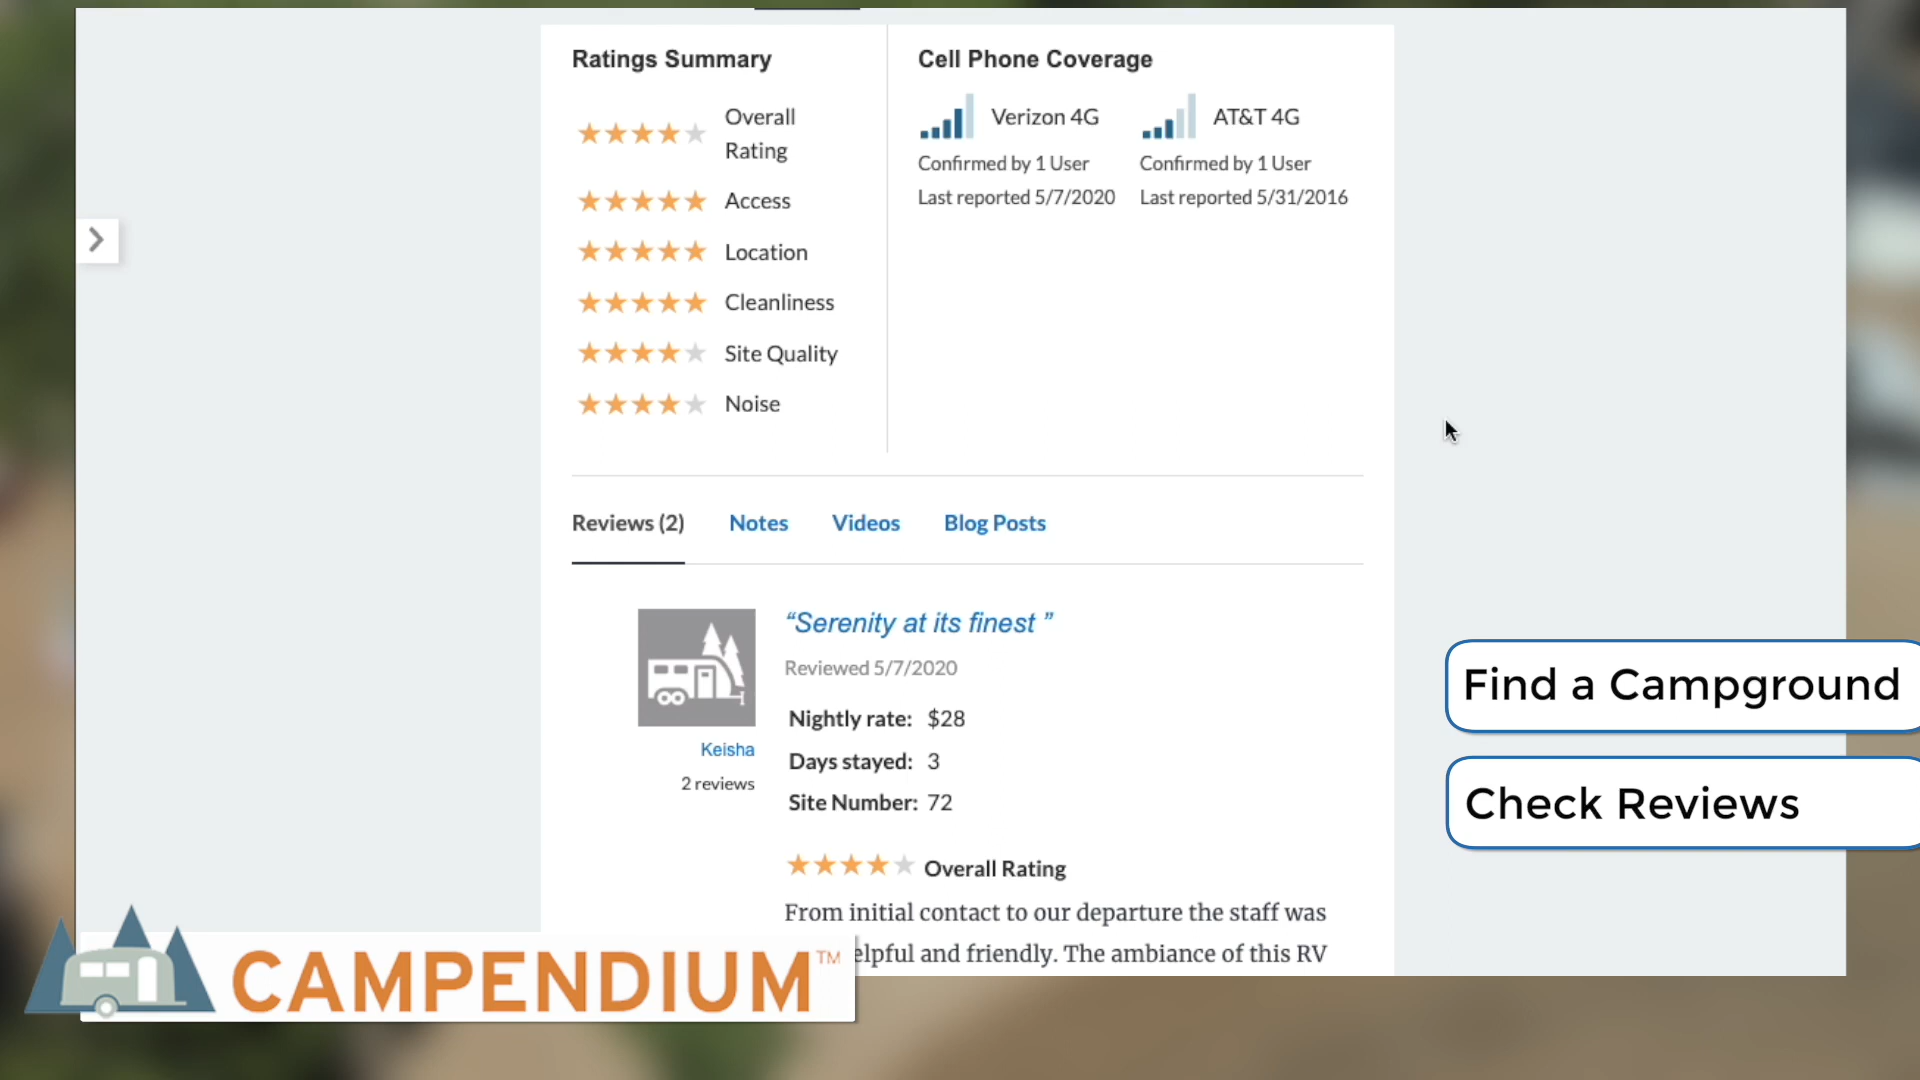 Ratings Summary
Overall
Rating
Access
Location
Cleanliness
Site Quality
Noise
Cell Phone Coverage
Verizon 4G
Confirmed by 1 User
Last reported 5/7/2020
AT&T 4G
Confirmed by 1 User
Last reported 5/31/2016
Reviews (2) Notes Videos Blog Posts
“Serenity at its finest ”
Reviewed 5/7/2020
Keisha
2 reviews
Nightly rate: $28
Days stayed: 3
Site Number: 72
Overall Rating
From initial contact to our departure the staff was
elpful and friendly. The ambiance of this RV
Find a Campground
Check Reviews
CAMPENDIUM™